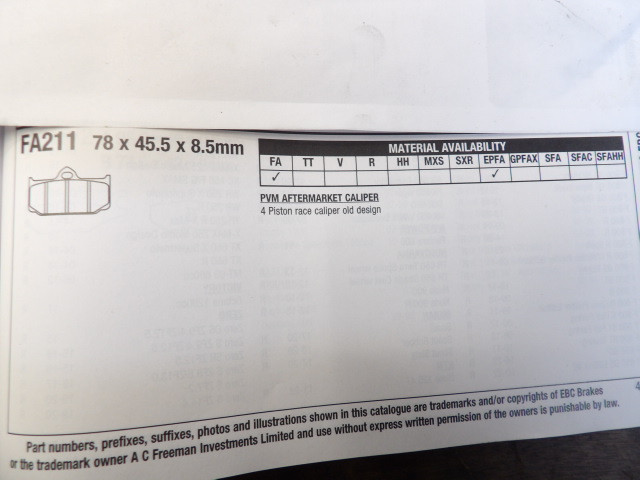 FA211 78 x 45.5 x 8.5mm
MATERIAL AVAILABILITY
FA TT V R HH MXS SXR EPFA GPFAX SFA SFAC SFAHH
✓ ✓
PVM AFTERMARKET CALIPER
4 Piston race caliper old design
Part numbers, prefixes, suffixes, photos and illustrations shown in this catalogue are trademarks and/or copyrights of EBC Brakes
or the trademark owner A C Freeman Investments Limited and use without express written permission of the owners is punishable by law.